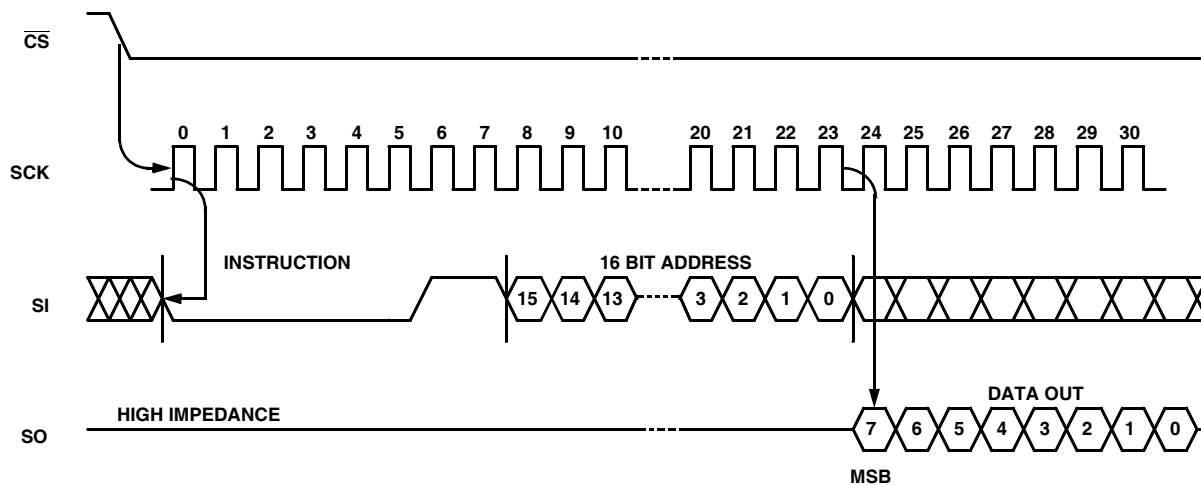 CS
0 1 2 3 4 5 6 7 8 9 10 20 21 22 23 24 25 26 27 28 29 30
SCK
INSTRUCTION 16 BIT ADDRESS
SI 15 14 13 3 2 1 0
HIGH IMPEDANCE DATA OUT
SO 7 6 5 4 3 2 1 0
MSB